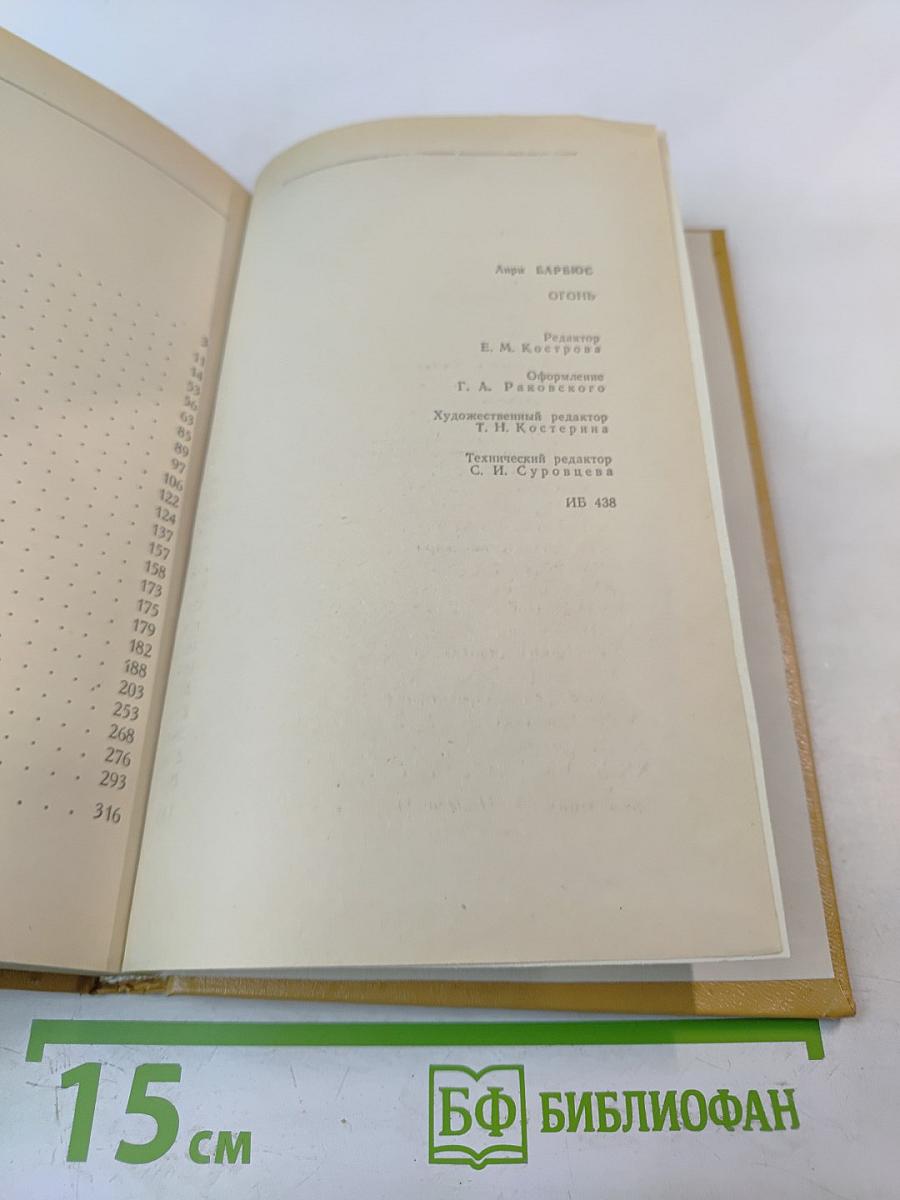 3
11
14
53
56
63
85
89
97
106
122
124
137
157
158
173
175
179
182
188
203
253
268
276
293
316
Анри БАРБЮС
ОГОНЬ
Редактор
Е. М. Кострова
Оформление
Г. А. Раковского
Художественный редактор
Т. Н. Костерина
Технический редактор
С. И. Суровцева
ИБ 438
15 см
БФ БИБЛИОФАН